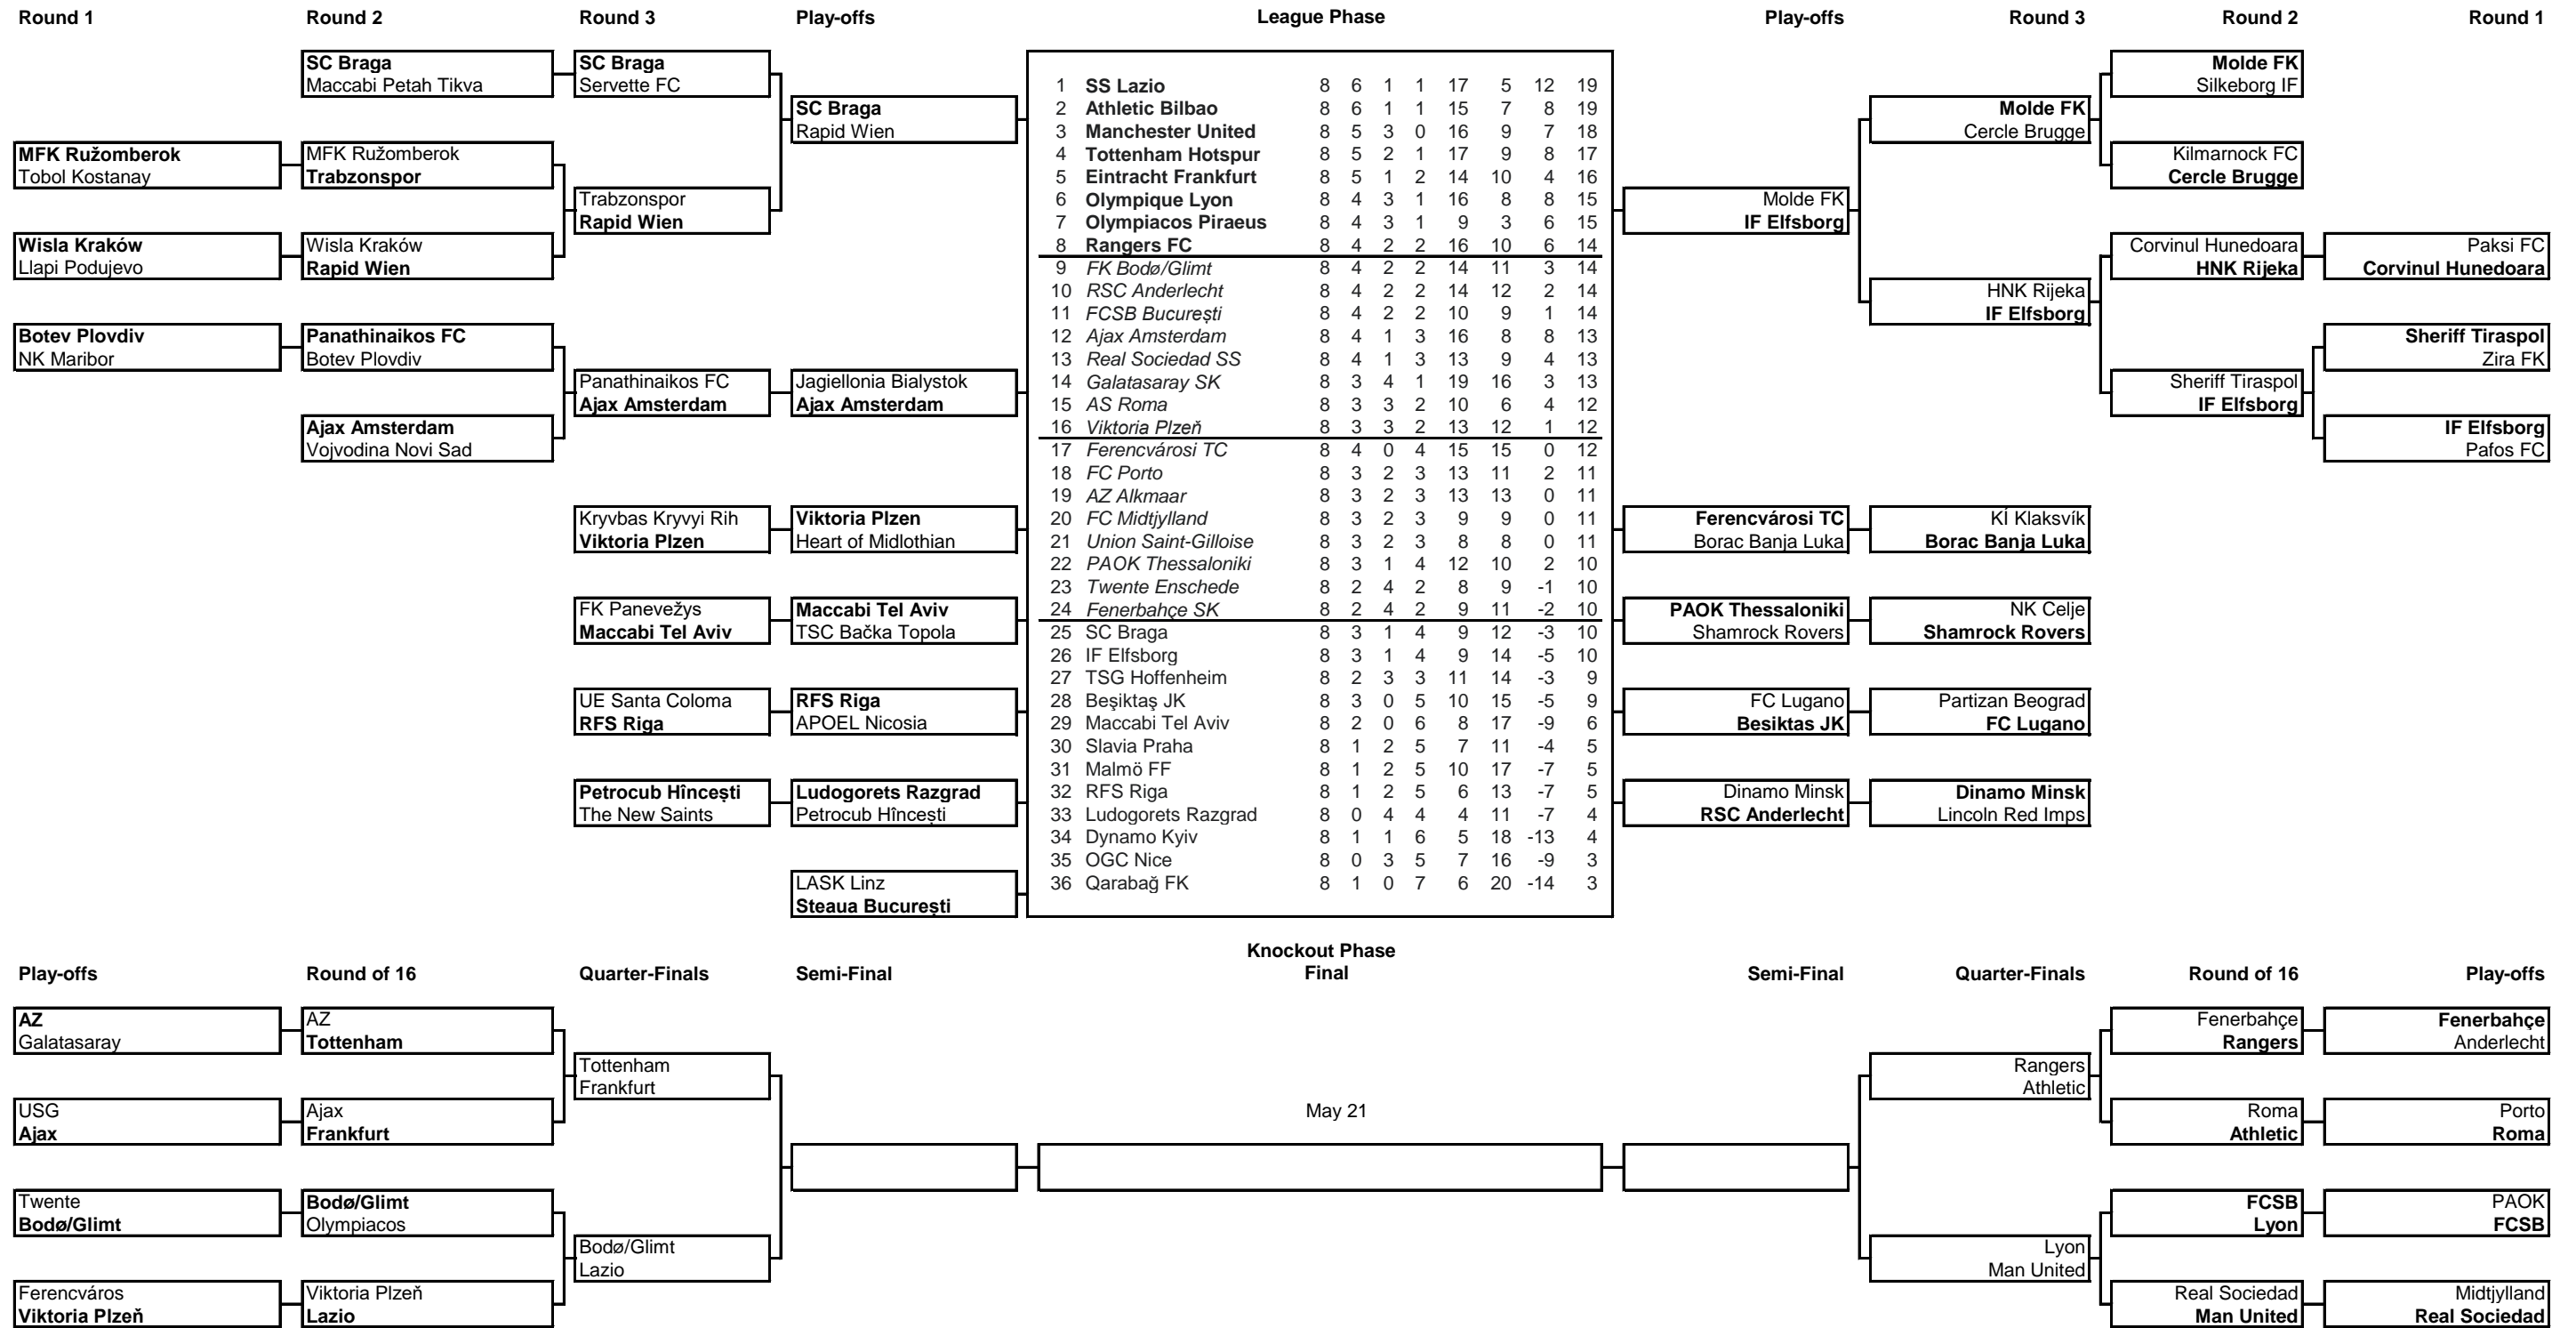 Round 1 Round 2 Round 3 Play-offs League Phase Play-offs Round 3 Round 2 Round 1
SC Braga
Maccabi Petah Tikva
SC Braga
Servette FC
SC Braga
Rapid Wien
MFK Ružomberok
Tobol Kostanay
MFK Ružomberok
Trabzonspor
Trabzonspor
Rapid Wien
Wisla Kraków
Llapi Podujevo
Wisla Kraków
Rapid Wien
Botev Plovdiv
NK Maribor
Panathinaikos FC
Botev Plovdiv
Panathinaikos FC
Ajax Amsterdam
Jagiellonia Bialystok
Ajax Amsterdam
Ajax Amsterdam
Vojvodina Novi Sad
Kryvbas Kryvyi Rih
Viktoria Plzen
Viktoria Plzen
Heart of Midlothian
FK Panevežys
Maccabi Tel Aviv
Maccabi Tel Aviv
TSC Bačka Topola
UE Santa Coloma
RFS Riga
RFS Riga
APOEL Nicosia
Petrocub Hîncești
The New Saints
Ludogorets Razgrad
Petrocub Hîncești
LASK Linz
Steaua București
1 SS Lazio 8 6 1 1 17 5 12 19
2 Athletic Bilbao 8 6 1 1 15 7 8 19
3 Manchester United 8 5 3 0 16 9 7 18
4 Tottenham Hotspur 8 5 2 1 17 9 8 17
5 Eintracht Frankfurt 8 5 1 2 14 10 4 16
6 Olympique Lyon 8 4 3 1 16 8 8 15
7 Olympiacos Piraeus 8 4 3 1 9 3 6 15
8 Rangers FC 8 4 2 2 16 10 6 14
9 FK Bodø/Glimt 8 4 2 2 14 11 3 14
10 RSC Anderlecht 8 4 2 2 14 12 2 14
11 FCSB București 8 4 2 2 10 9 1 14
12 Ajax Amsterdam 8 4 1 3 16 8 8 13
13 Real Sociedad SS 8 4 1 3 13 9 4 13
14 Galatasaray SK 8 3 4 1 19 16 3 13
15 AS Roma 8 3 3 2 10 6 4 12
16 Viktoria Plzeň 8 3 3 2 13 12 1 12
17 Ferencvárosi TC 8 4 0 4 15 15 0 12
18 FC Porto 8 3 2 3 13 11 2 11
19 AZ Alkmaar 8 3 2 3 13 13 0 11
20 FC Midtjylland 8 3 2 3 9 9 0 11
21 Union Saint-Gilloise 8 3 2 3 8 8 0 11
22 PAOK Thessaloniki 8 3 1 4 12 10 2 10
23 Twente Enschede 8 2 4 2 8 9 -1 10
24 Fenerbahçe SK 8 2 4 2 9 11 -2 10
25 SC Braga 8 3 1 4 9 12 -3 10
26 IF Elfsborg 8 3 1 4 9 14 -5 10
27 TSG Hoffenheim 8 2 3 3 11 14 -3 9
28 Beşiktaş JK 8 3 0 5 10 15 -5 9
29 Maccabi Tel Aviv 8 2 0 6 8 17 -9 6
30 Slavia Praha 8 1 2 5 7 11 -4 5
31 Malmö FF 8 1 2 5 10 17 -7 5
32 RFS Riga 8 1 2 5 6 13 -7 5
33 Ludogorets Razgrad 8 0 4 4 4 11 -7 4
34 Dynamo Kyiv 8 1 1 6 5 18 -13 4
35 OGC Nice 8 0 3 5 7 16 -9 3
36 Qarabağ FK 8 1 0 7 6 20 -14 3
Molde FK
IF Elfsborg
Molde FK
Cercle Brugge
Molde FK
Silkeborg IF
Kilmarnock FC
Cercle Brugge
HNK Rijeka
IF Elfsborg
Corvinul Hunedoara
HNK Rijeka
Paksi FC
Corvinul Hunedoara
Sheriff Tiraspol
IF Elfsborg
Sheriff Tiraspol
Zira FK
IF Elfsborg
Pafos FC
Ferencvárosi TC
Borac Banja Luka
KÍ Klaksvík
Borac Banja Luka
PAOK Thessaloniki
Shamrock Rovers
NK Celje
Shamrock Rovers
FC Lugano
Besiktas JK
Partizan Beograd
FC Lugano
Dinamo Minsk
RSC Anderlecht
Dinamo Minsk
Lincoln Red Imps
Knockout Phase
Play-offs Round of 16 Quarter-Finals Semi-Final Final Semi-Final Quarter-Finals Round of 16 Play-offs
AZ
Galatasaray
AZ
Tottenham
Tottenham
Frankfurt
USG
Ajax
Ajax
Frankfurt
Twente
Bodø/Glimt
Bodø/Glimt
Olympiacos
Bodø/Glimt
Lazio
Ferencváros
Viktoria Plzeň
Viktoria Plzeň
Lazio
May 21
Rangers
Athletic
Fenerbahçe
Rangers
Fenerbahçe
Anderlecht
Roma
Athletic
Porto
Roma
Lyon
Man United
FCSB
Lyon
PAOK
FCSB
Real Sociedad
Man United
Midtjylland
Real Sociedad